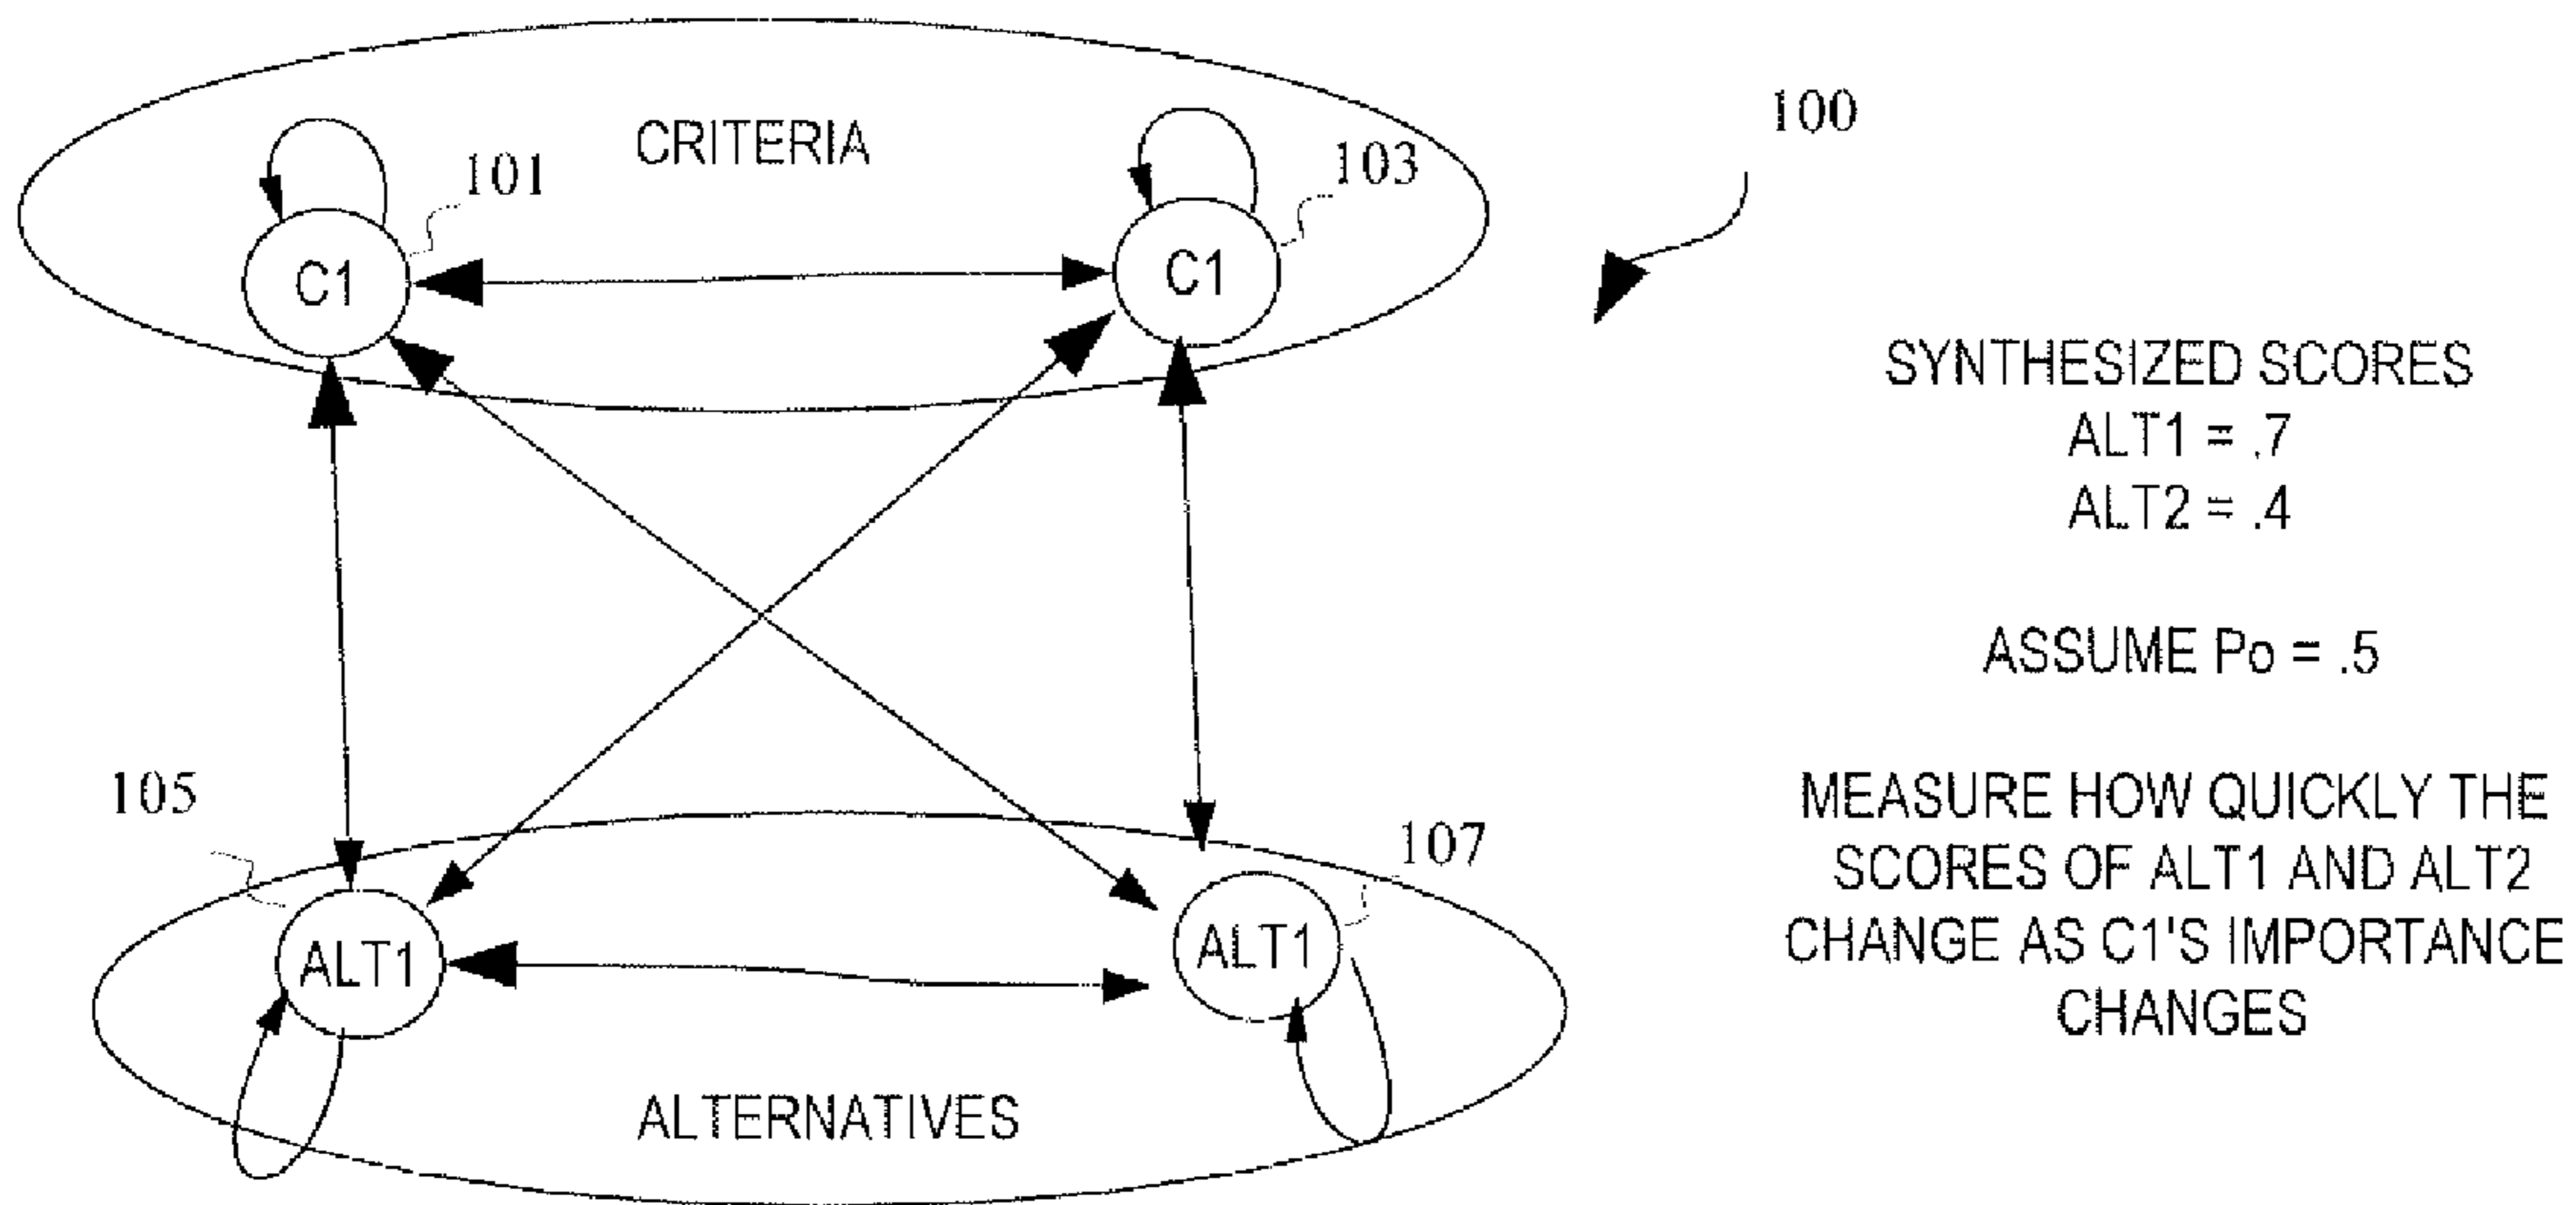 CRITERIA
100
101
103
C1
C1
SYNTHESIZED SCORES
ALT1 = .7
ALT2 = .4
ASSUME Po = .5
MEASURE HOW QUICKLY THE
SCORES OF ALT1 AND ALT2
CHANGE AS C1'S IMPORTANCE
CHANGES
105
107
ALT1
ALT1
ALTERNATIVES